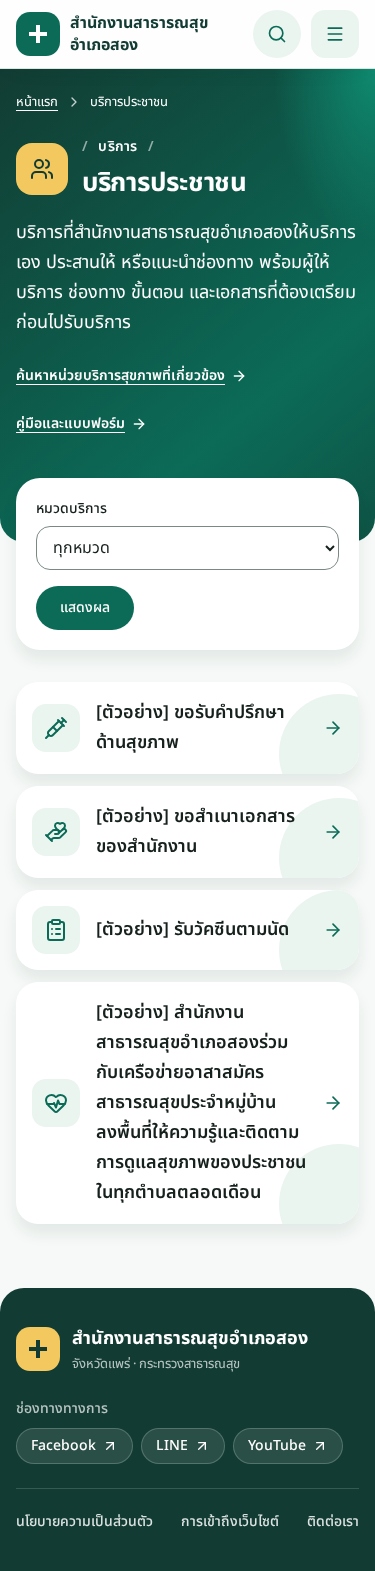 สำนักงานสาธารณสุข
อำเภอสอง
หน้าแรก
บริการประชาชน
/ บริการ /
บริการประชาชน
บริการที่สำนักงานสาธารณสุขอำเภอสองให้บริการ
เอง ประสานให้ หรือแนะนำช่องทาง พร้อมผู้ให้
บริการ ช่องทาง ขั้นตอน และเอกสารที่ต้องเตรียม
ก่อนไปรับบริการ
ค้นหาหน่วยบริการสุขภาพที่เกี่ยวข้อง
คู่มือและแบบฟอร์ม
หมวดบริการ
ทุกหมวด
แสดงผล
[ตัวอย่าง] ขอรับคำปรึกษา
ด้านสุขภาพ
[ตัวอย่าง] ขอสำเนาเอกสาร
ของสำนักงาน
[ตัวอย่าง] รับวัคซีนตามนัด
[ตัวอย่าง] สำนักงาน
สาธารณสุขอำเภอสองร่วม
กับเครือข่ายอาสาสมัคร
สาธารณสุขประจำหมู่บ้าน
ลงพื้นที่ให้ความรู้และติดตาม
การดูแลสุขภาพของประชาชน
ในทุกตำบลตลอดเดือน
สำนักงานสาธารณสุขอำเภอสอง
จังหวัดแพร่ · กระทรวงสาธารณสุข
ช่องทางทางการ
Facebook
LINE
YouTube
นโยบายความเป็นส่วนตัว
การเข้าถึงเว็บไซต์
ติดต่อเรา